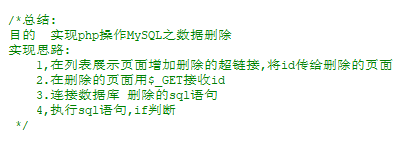 /*总结:
目的  实现php操作MySQL之数据删除
实现思路:
1,在列表展示页面增加删除的超链接,将id传给删除的页面
2.在删除的页面用$_GET接收id
3.连接数据库 删除的sql语句
4,执行sql语句,if判断
*/